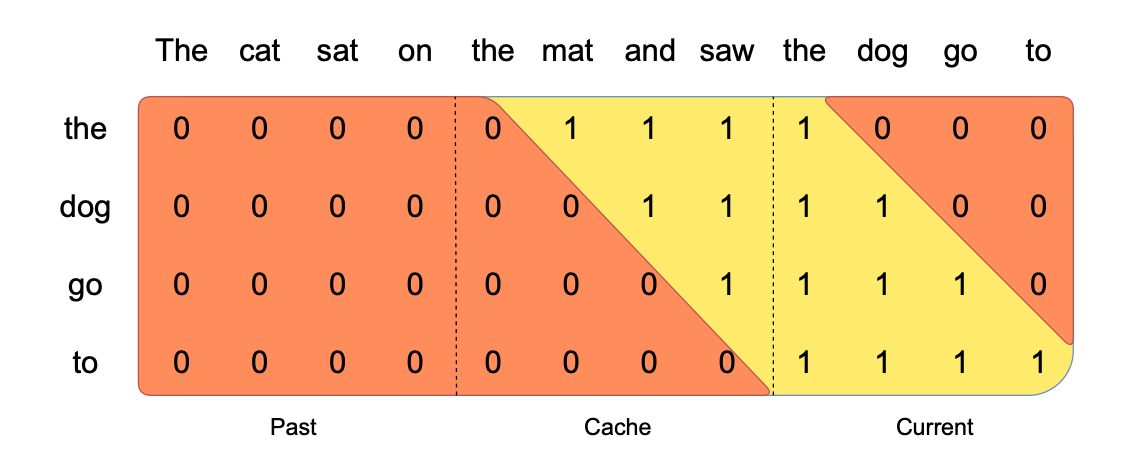 The cat sat on the mat and saw the dog go to
the 0 0 0 0 0 1 1 1 1 0 0 0
dog 0 0 0 0 0 0 1 1 1 1 0 0
go 0 0 0 0 0 0 0 1 1 1 1 0
to 0 0 0 0 0 0 0 0 1 1 1 1
Past Cache Current